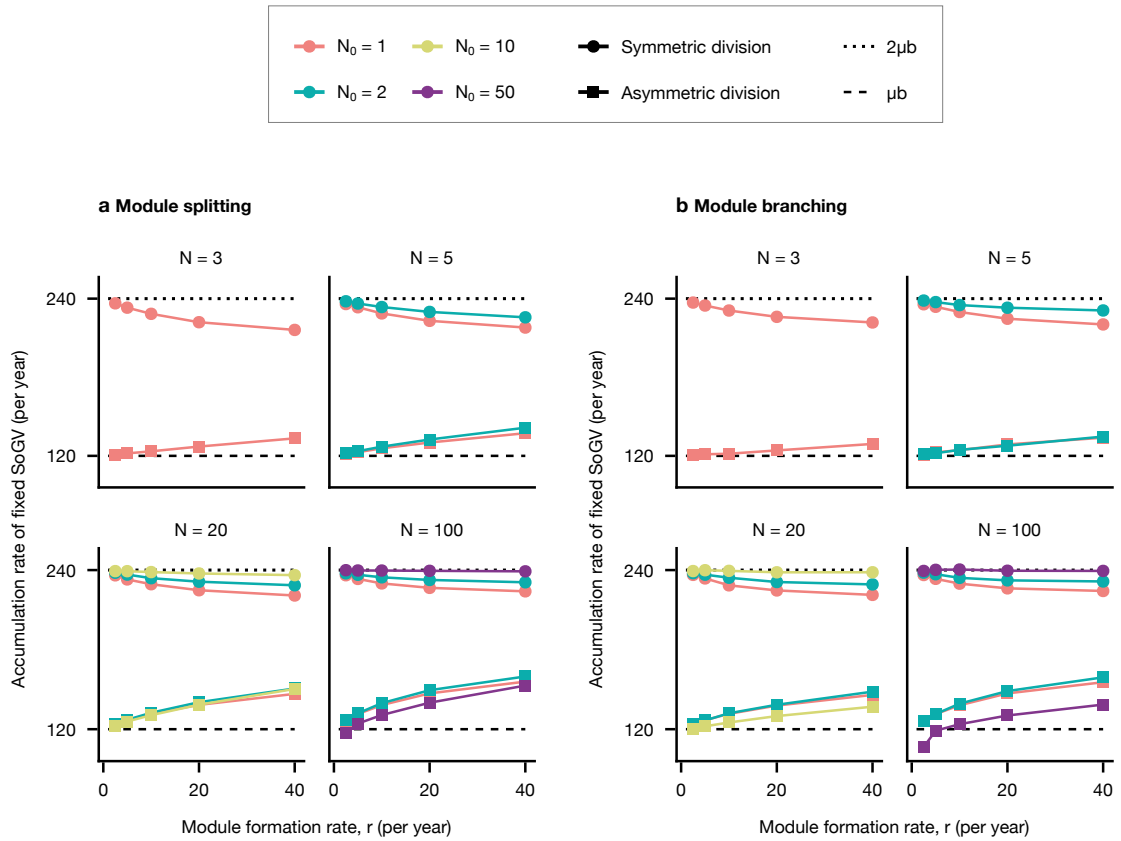 N₀ = 1 N₀ = 10 Symmetric division 2μb
N₀ = 2 N₀ = 50 Asymmetric division μb
a Module splitting
b Module branching
N = 3 N = 5
N = 3 N = 5
240
120
240
120
N = 20 N = 100
N = 20 N = 100
240
120
240
120
0 20 40 0 20 40
0 20 40 0 20 40
Module formation rate, r (per year)
Module formation rate, r (per year)
Accumulation rate of fixed SoGV (per year)
Accumulation rate of fixed SoGV (per year)